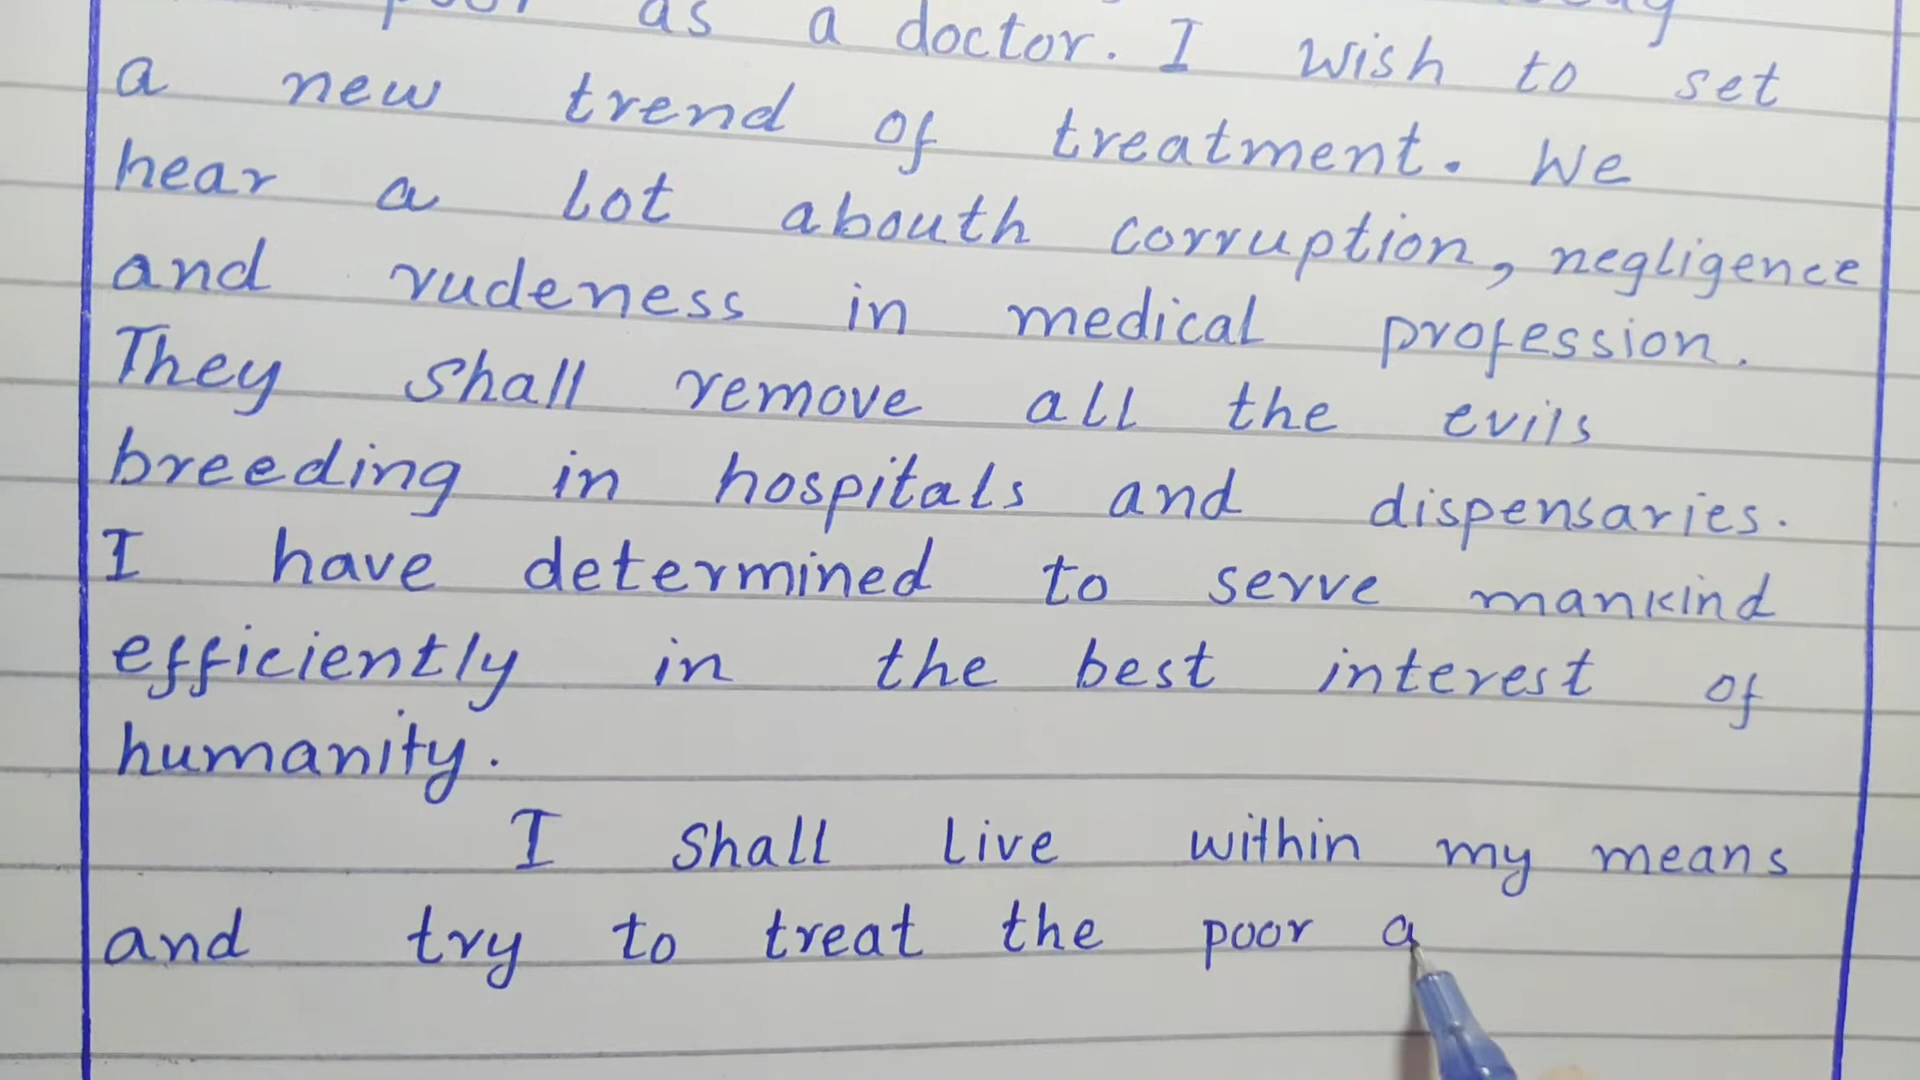 poor as a doctor. I wish to set
a new trend of treatment. We
hear a lot abouth corruption, negligence
and rudeness in medical profession.
They shall remove all the evils
breeding in hospitals and dispensaries.
I have determined to serve mankind
efficiently in the best interest of
humanity.
I shall live within my means
and try to treat the poor a